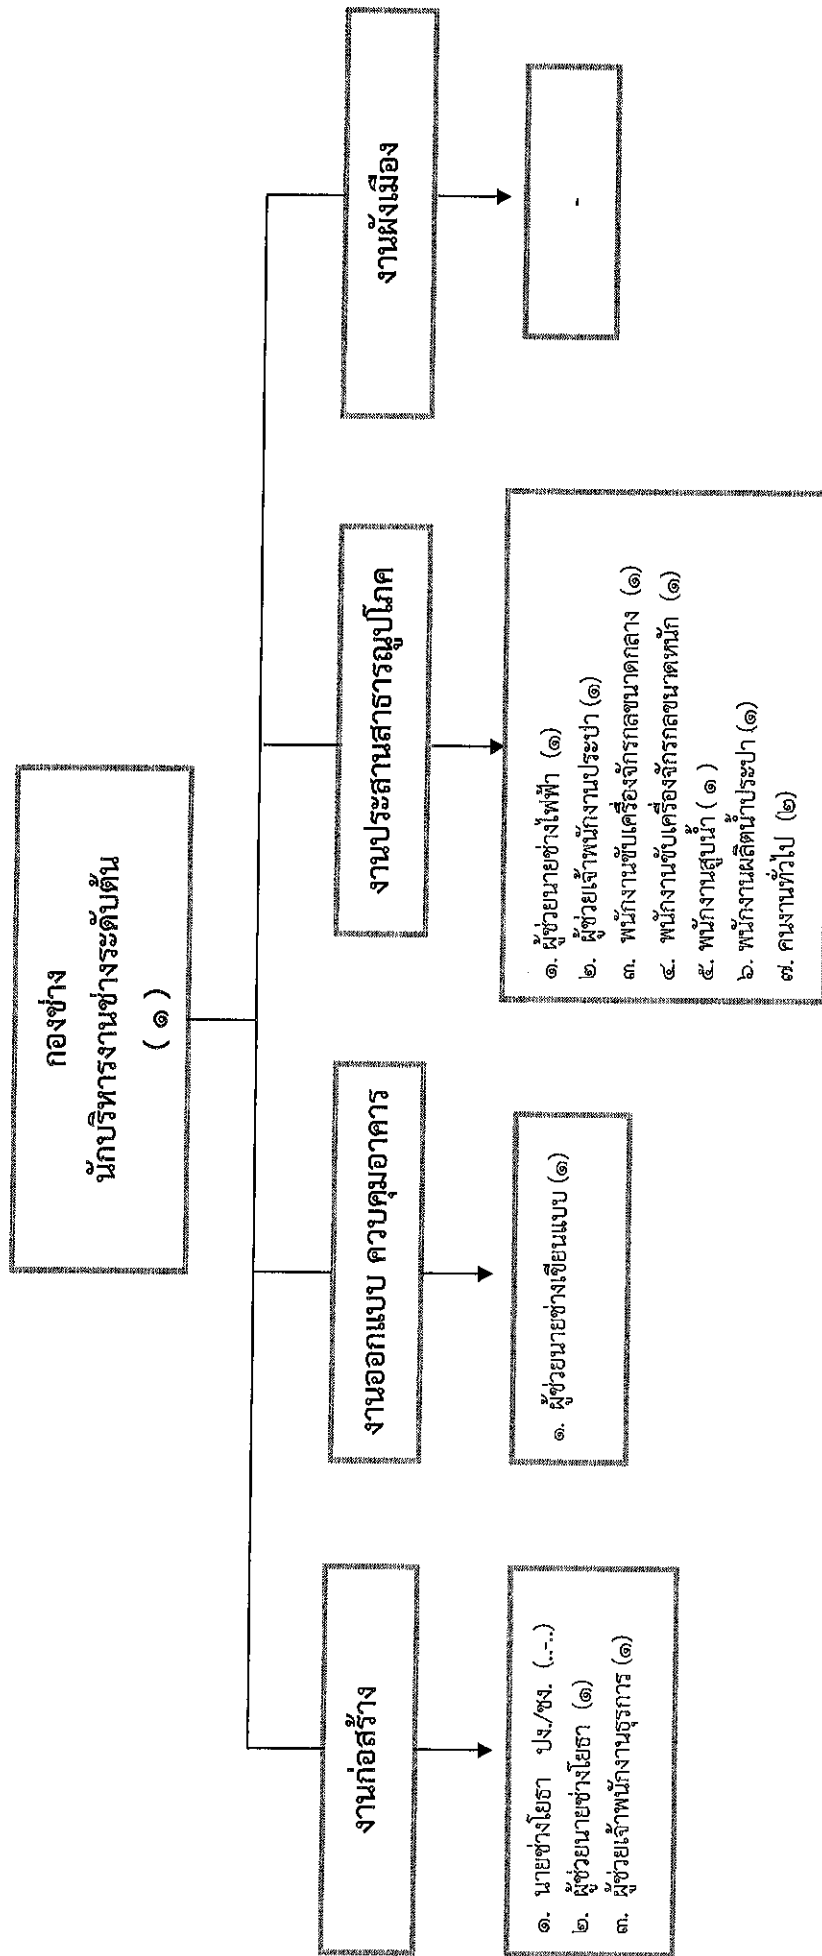 กองช่าง
นักบริหารงานช่างระดับต้น
( ๑ )
งานก่อสร้าง
๑. นายช่างโยธา ปง./ชง. (..-..)
๒. ผู้ช่วยนายช่างโยธา (๑)
๓. ผู้ช่วยเจ้าพนักงานธุรการ (๑)
งานออกแบบ ควบคุมอาคาร
๑. ผู้ช่วยนายช่างเขียนแบบ (๑)
งานประสานสาธารณูปโภค
๑. ผู้ช่วยนายช่างไฟฟ้า (๑)
๒. ผู้ช่วยเจ้าพนักงานประปา (๑)
๓. พนักงานขับเครื่องจักรกลขนาดกลาง (๑)
๔. พนักงานขับเครื่องจักรกลขนาดหนัก (๑)
๕. พนักงานสูบน้ำ ( ๑ )
๖. พนักงานผลิตน้ำประปา (๑)
๗. คนงานทั่วไป (๒)
งานผังเมือง
-